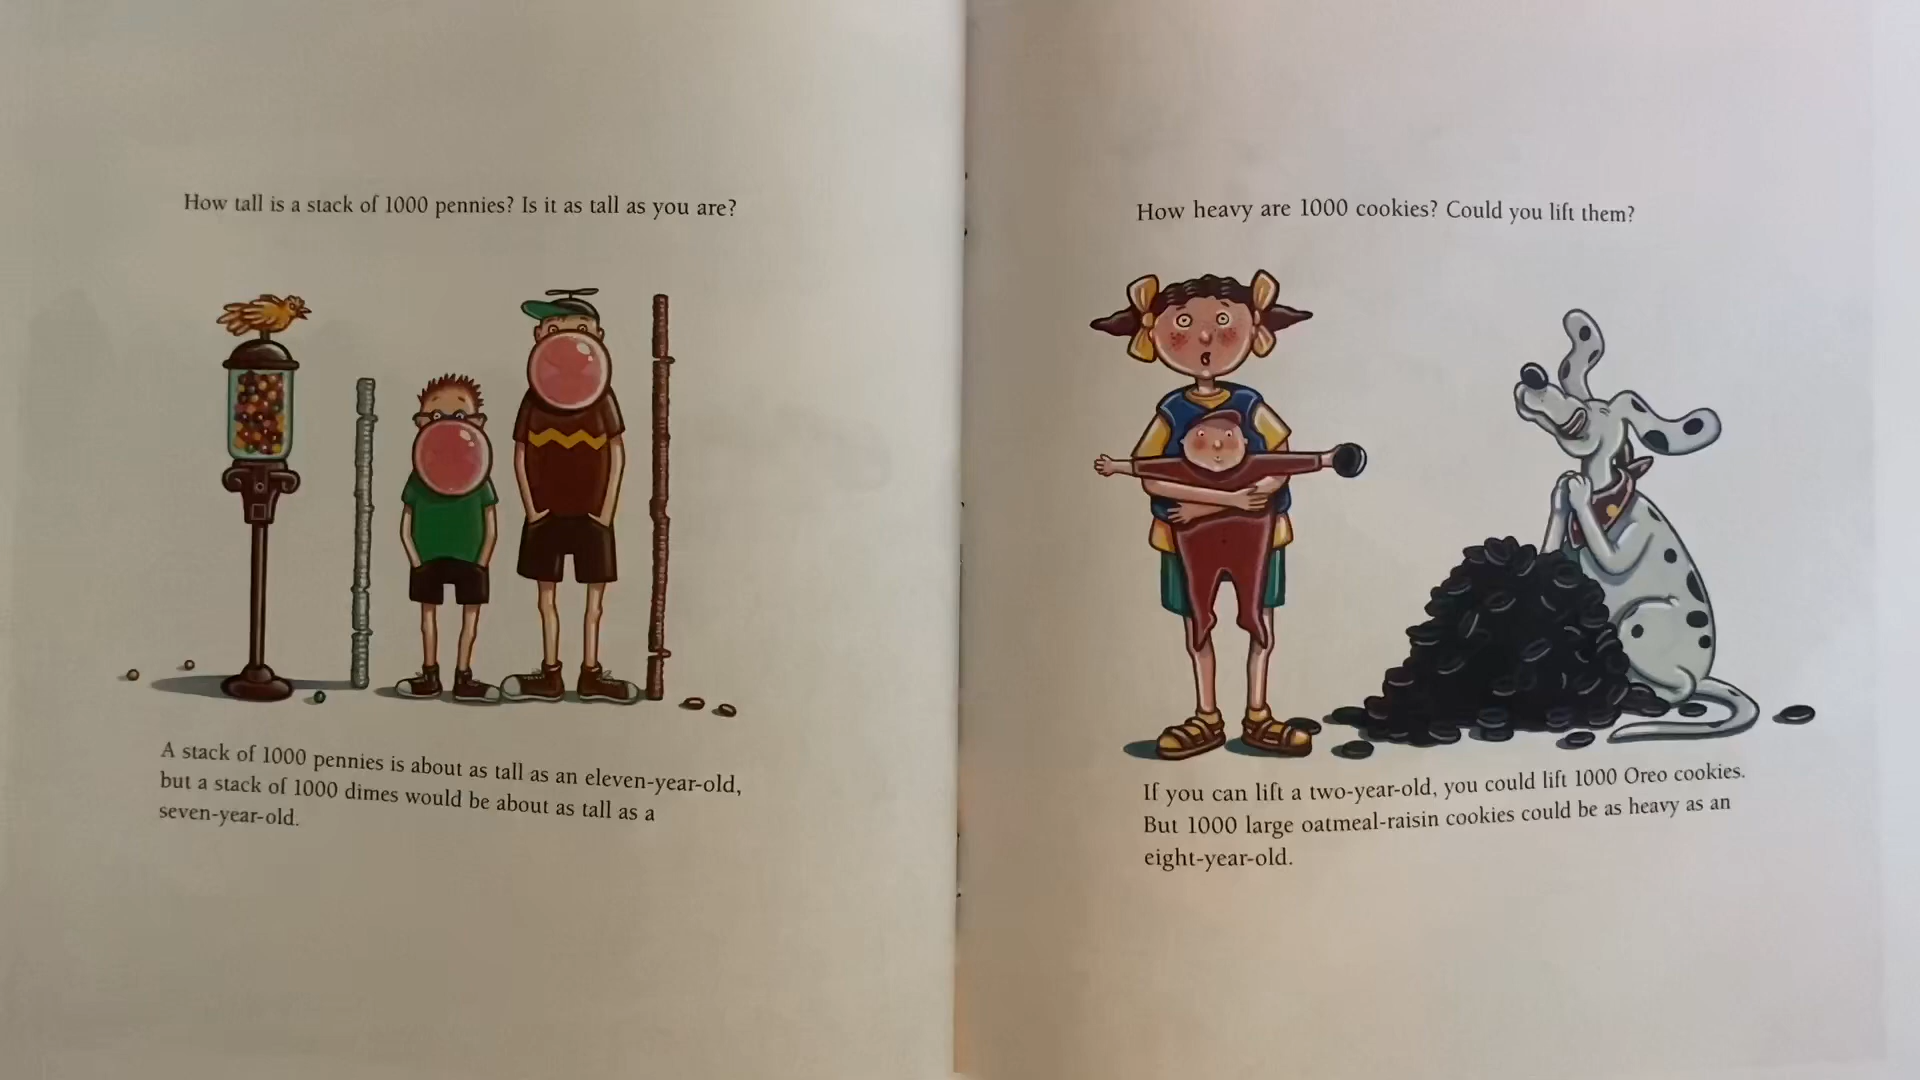 How tall is a stack of 1000 pennies? Is it as tall as you are?
A stack of 1000 pennies is about as tall as an eleven-year-old,
but a stack of 1000 dimes would be about as tall as a
seven-year-old.
How heavy are 1000 cookies? Could you lift them?
If you can lift a two-year-old, you could lift 1000 Oreo cookies.
But 1000 large oatmeal-raisin cookies could be as heavy as an
eight-year-old.